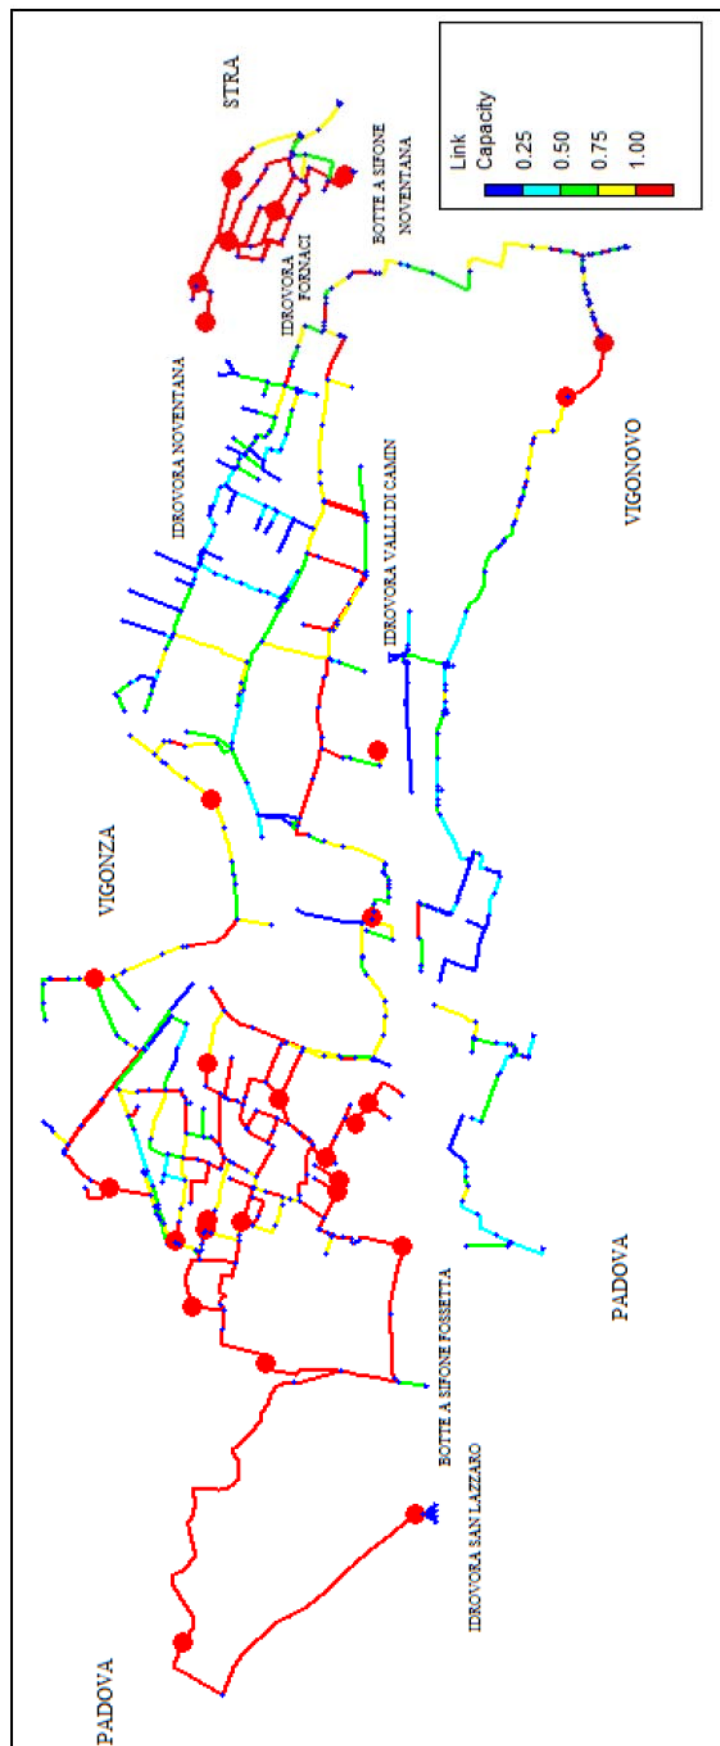 STRA
BOTTE A SIFONE
NOVENTANA
IDROVORA
FORNACI
IDROVORA NOVENTANA
IDROVORA VALLI DI CAMIN
VIGONOVO
VIGONZA
PADOVA
BOTTE A SIFONE FOSSETTA
IDROVORA SAN LAZZARO
PADOVA
Link
Capacity
0.25
0.50
0.75
1.00